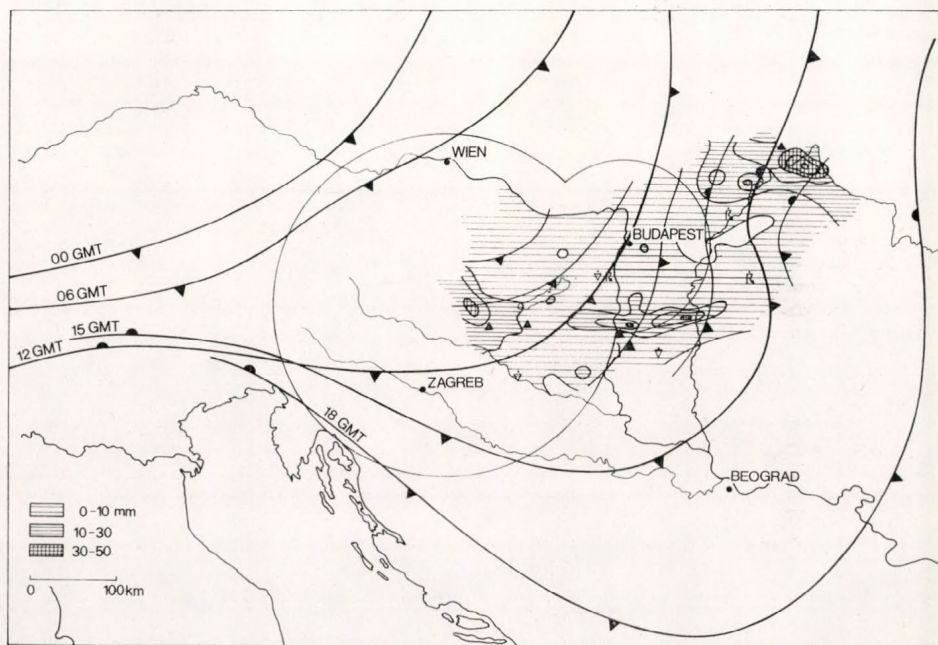 WIEN
BUDAPEST
00 GMT
06 GMT
15 GMT
12 GMT
ZAGREB
18 GMT
BEOGRAD
0-10 mm
10-30
30-50
0 100km